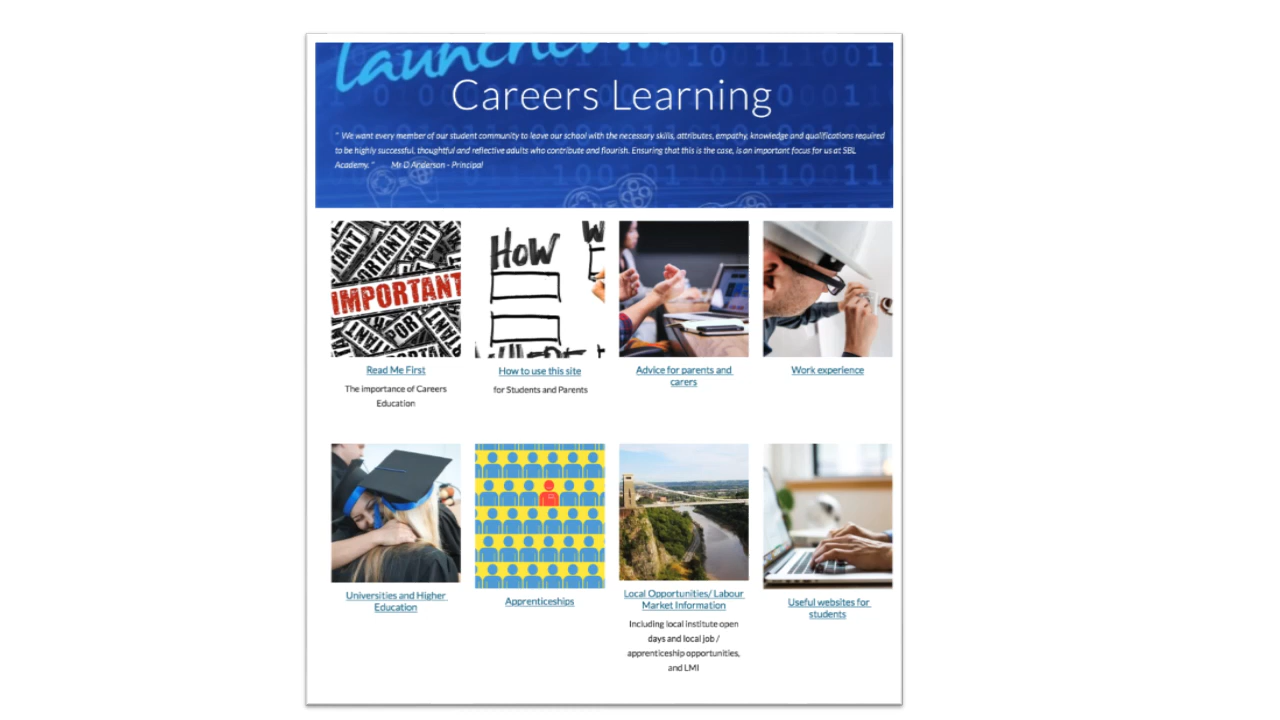 Careers Learning
" We want every member of our student community to leave our school with the necessary skills, attributes, empathy, knowledge and qualifications required
to be highly successful, thoughtful and reflective adults who contribute and flourish. Ensuring that this is the case, is an important focus for us at SBL
Academy. " Mr D Anderson - Principal
IMPORTANT
HOW
Read Me First
The importance of Careers
Education
How to use this site
for Students and Parents
Advice for parents and
carers
Work experience
Universities and Higher
Education
Apprenticeships
Local Opportunities/ Labour
Market Information
Including local institute open
days and local job /
apprenticeship opportunities,
and LMI
Useful websites for
students